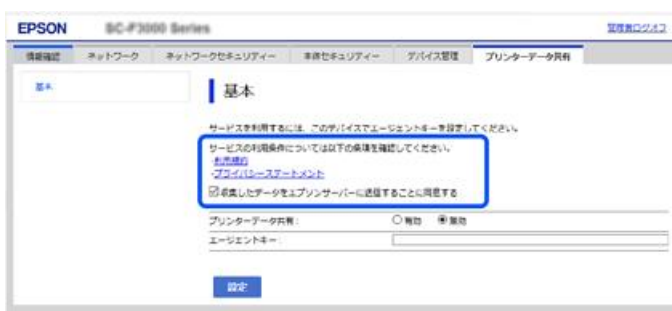 EPSON SC-F3000 Series 管理者ログオフ
情報確認 ネットワーク ネットワークセキュリティー 本体セキュリティー デバイス管理 プリンターデータ共有
基本
基本
サービスを利用するには、このデバイスでエージェントキーを設定してください。
サービスの利用条件については以下の条項を確認してください。
-利用規約
-プライバシーステートメント
収集したデータをエプソンサーバーに送信することに同意する
プリンターデータ共有: 有効 無効
エージェントキー:
設定